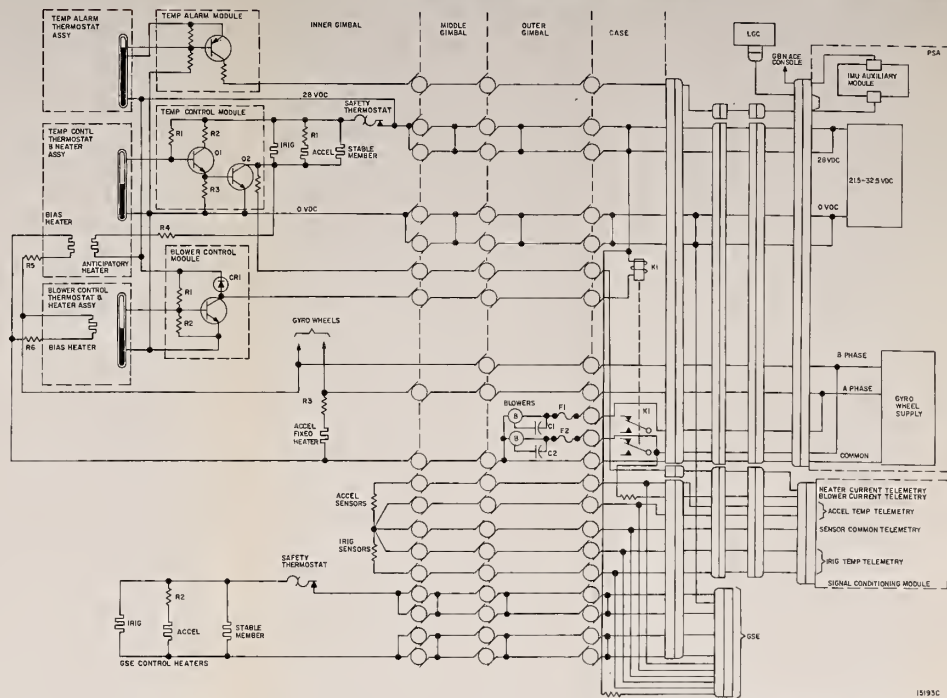 TEMP ALARM
THERMOSTAT
ASSY
TEMP ALARM MODULE
INNER GIMBAL
MIDDLE
GIMBAL
OUTER
GIMBAL
CASE
LGC
G&N ACE
CONSOLE
PSA
IMU AUXILIARY
MODULE
28 VDC
SAFETY
THERMOSTAT
TEMP CONTL
THERMOSTAT
& HEATER
ASSY
TEMP CONTROL MODULE
R1
R2
Q1
Q2
R3
IRIG
R1
ACCEL
STABLE
MEMBER
28 VDC
21.5-32.5 VDC
0 VDC
0 VDC
BIAS
HEATER
R4
R5
ANTICIPATORY
HEATER
BLOWER CONTROL
MODULE
CR1
K1
BLOWER CONTROL
THERMOSTAT &
HEATER ASSY
R1
R2
R6
BIAS HEATER
GYRO WHEELS
B PHASE
A PHASE
GYRO
WHEEL
SUPPLY
COMMON
R3
ACCEL
FIXED
HEATER
BLOWERS
B
F1
C1
B
F2
C2
K1
ACCEL
SENSORS
IRIG
SENSORS
HEATER CURRENT TELEMETRY
BLOWER CURRENT TELEMETRY
ACCEL TEMP TELEMETRY
SENSOR COMMON TELEMETRY
IRIG TEMP TELEMETRY
SIGNAL CONDITIONING MODULE
SAFETY
THERMOSTAT
R2
IRIG
ACCEL
STABLE
MEMBER
GSE CONTROL HEATERS
GSE
15193C